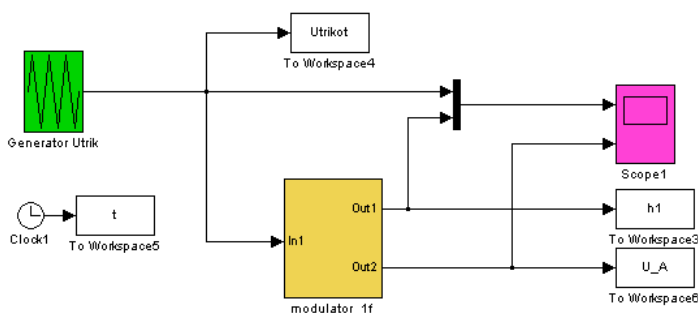 Utrikot
To Workspace4
Generator Utrik
Scope1
t
Clock1
To Workspace5
In1
Out1
Out2
modulator 1f
h1
To Workspace3
U_A
To Workspace6